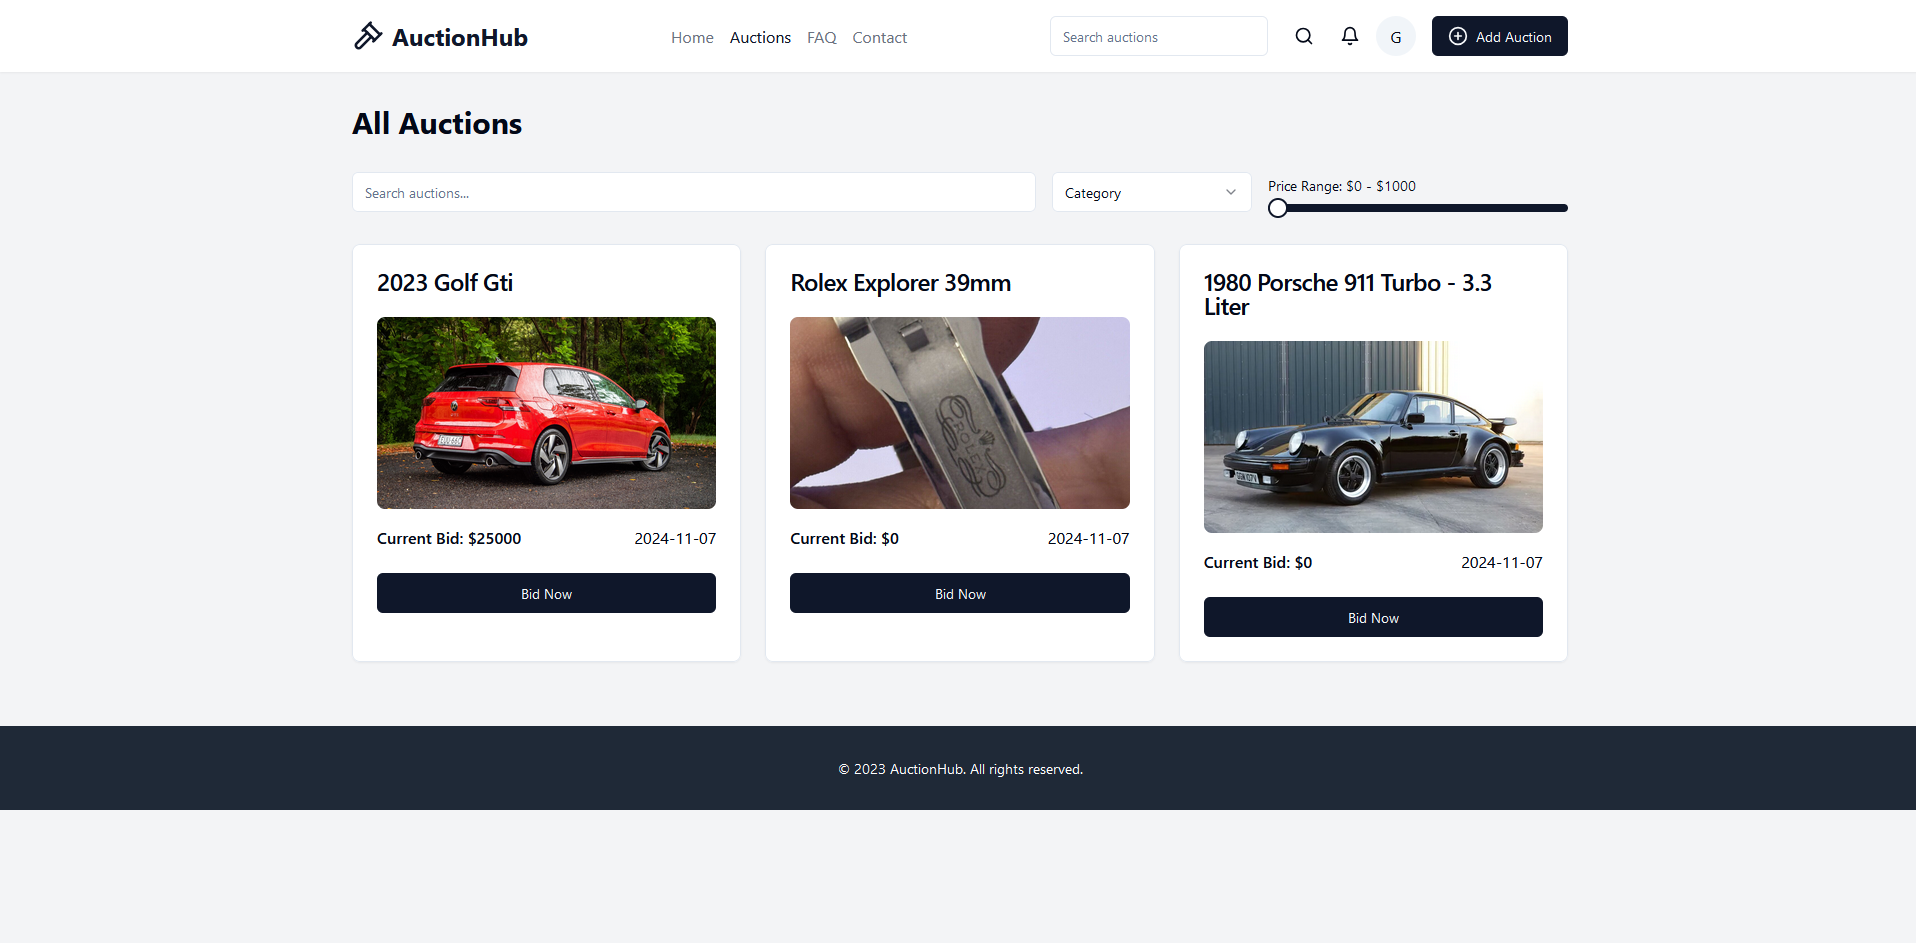 AuctionHub
Home Auctions FAQ Contact
Search auctions
G
Add Auction
All Auctions
Search auctions...
Category
Price Range: $0 - $1000
2023 Golf Gti
Current Bid: $25000 2024-11-07
Bid Now
Rolex Explorer 39mm
ROLEX
Current Bid: $0 2024-11-07
Bid Now
1980 Porsche 911 Turbo - 3.3
Liter
Current Bid: $0 2024-11-07
Bid Now
© 2023 AuctionHub. All rights reserved.